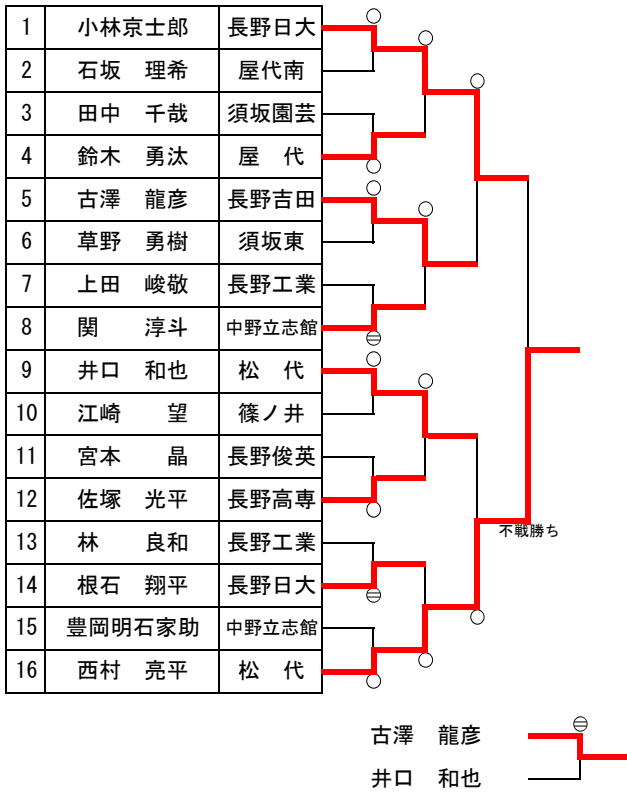 1 小林京士郎 長野日大
2 石坂　理希 屋代南
3 田中　千哉 須坂園芸
4 鈴木　勇汰 屋　代
5 古澤　龍彦 長野吉田
6 草野　勇樹 須坂東
7 上田　峻敬 長野工業
8 関　　淳斗 中野立志館
9 井口　和也 松　代
10 江崎　　望 篠ノ井
11 宮本　　晶 長野俊英
12 佐塚　光平 長野高専
13 林　　良和 長野工業
不戦勝ち
14 根石　翔平 長野日大
15 豊岡明石家助 中野立志館
16 西村　亮平 松　代
古澤　龍彦
井口　和也